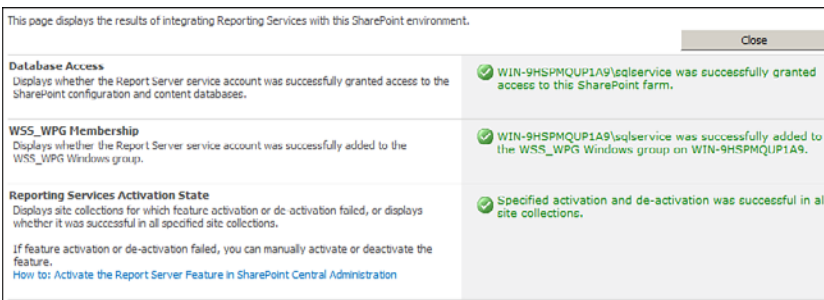 This page displays the results of integrating Reporting Services with this SharePoint environment.
Close
Database Access
Displays whether the Report Server service account was successfully granted access to the
SharePoint configuration and content databases.
WIN-9HSPMQUP1A9\sqlservice was successfully granted
access to this SharePoint farm.
WSS_WPG Membership
Displays whether the Report Server service account was successfully added to the
WSS_WPG Windows group.
WIN-9HSPMQUP1A9\sqlservice was successfully added to
the WSS_WPG Windows group on WIN-9HSPMQUP1A9.
Reporting Services Activation State
Displays site collections for which feature activation or de-activation failed, or displays
whether it was successful in all specified site collections.
If feature activation or de-activation failed, you can manually activate or deactivate the
feature.
How to: Activate the Report Server Feature in SharePoint Central Administration
Specified activation and de-activation was successful in al
site collections.